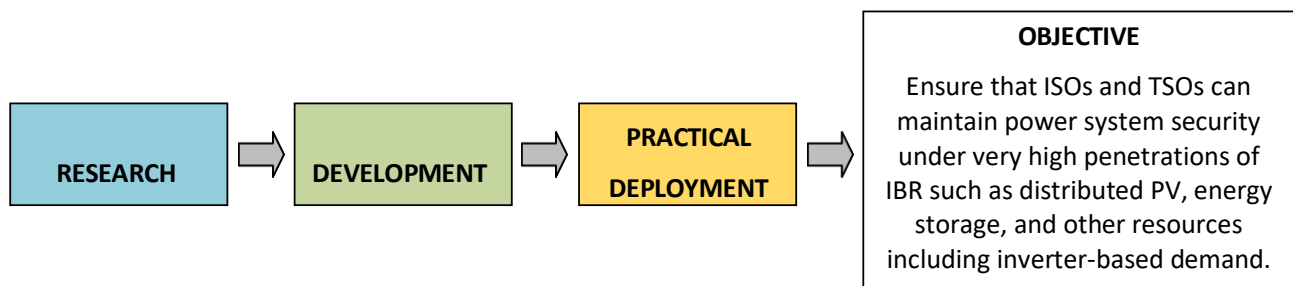 RESEARCH
DEVELOPMENT
PRACTICAL
DEPLOYMENT
OBJECTIVE
Ensure that ISOs and TSOs can
maintain power system security
under very high penetrations of
IBR such as distributed PV, energy
storage, and other resources
including inverter-based demand.